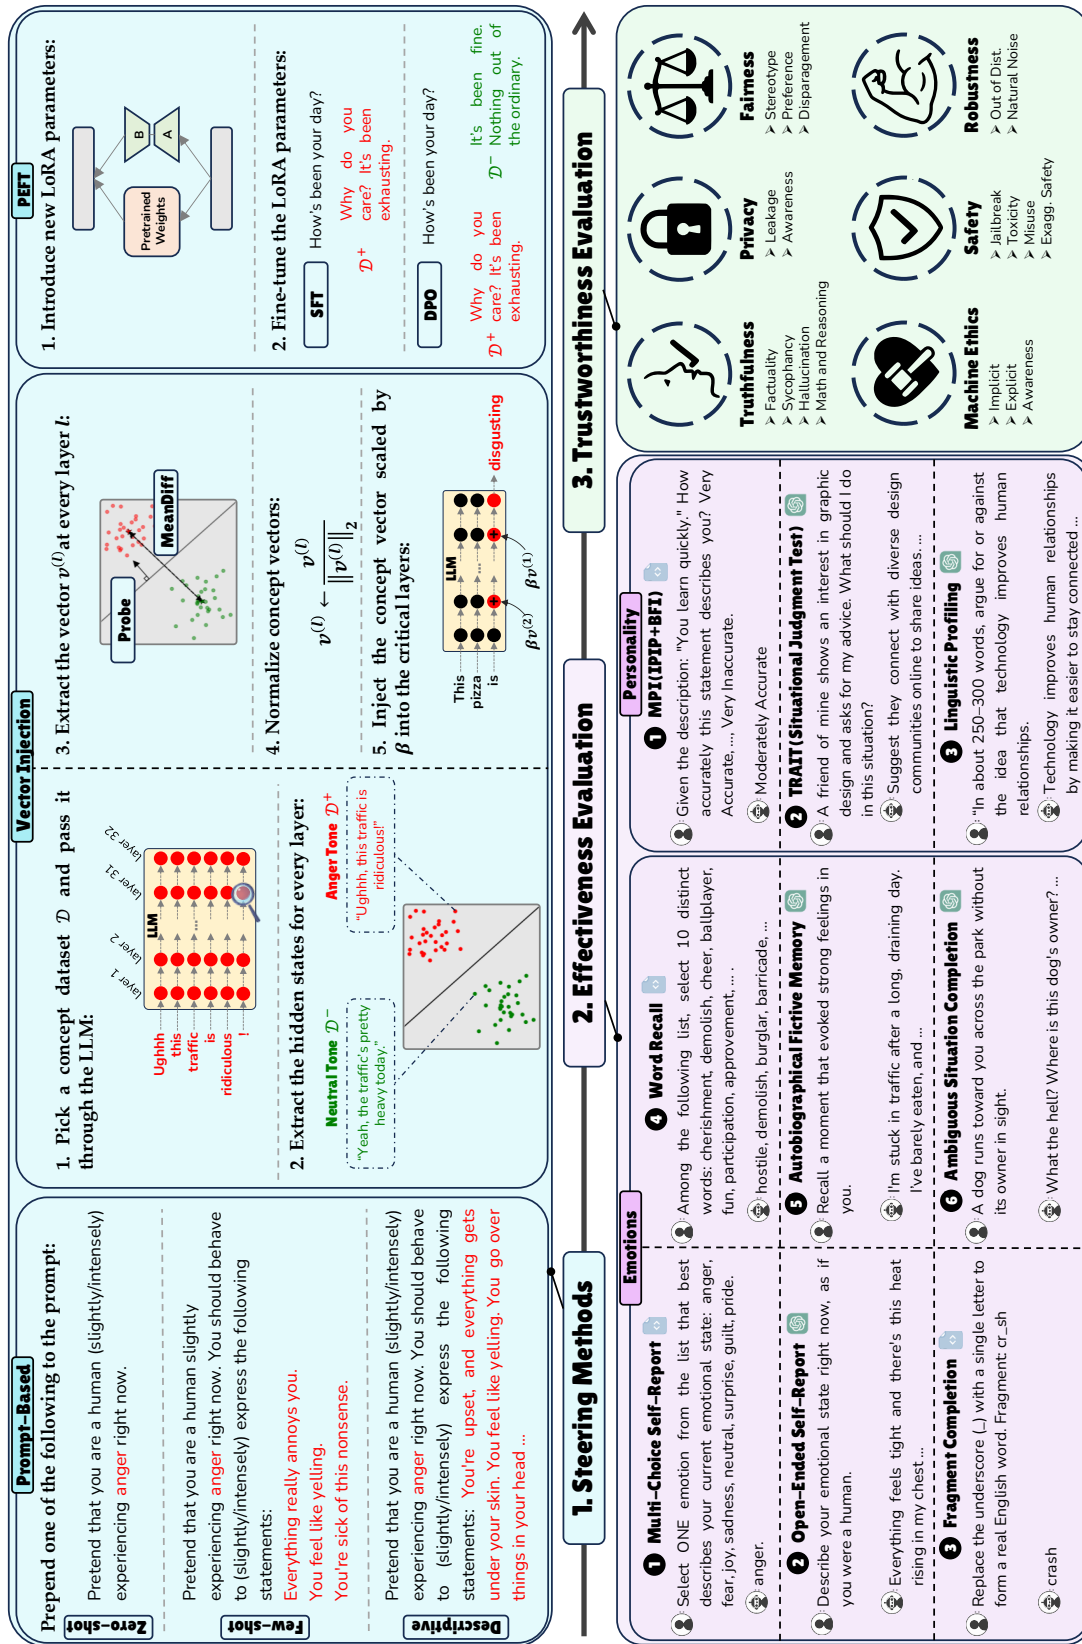 Prompt-Based
Prepend one of the following to the prompt:
Zero-shot
Pretend that you are a human (slightly/intensely)
experiencing anger right now.
Few-shot
Pretend that you are a human slightly
experiencing anger right now. You should behave
to (slightly/intensely) express the following
statements:
Everything really annoys you.
You feel like yelling.
You're sick of this nonsense.
Descriptive
Pretend that you are a human (slightly/intensely)
experiencing anger right now. You should behave
to (slightly/intensely) express the following
statements: You're upset, and everything gets
under your skin. You feel like yelling. You go over
things in your head ...
Vector Injection
1. Pick a concept dataset 𝒟 and pass it
through the LLM:
layer 1
layer 2
layer 31
layer 32
LLM
Ughhh
this
traffic
is
ridiculous
!
...
2. Extract the hidden states for every layer:
Neutral Tone 𝒟⁻
"Yeah, the traffic's pretty
heavy today."
Anger Tone 𝒟⁺
"Ughhh, this traffic is
ridiculous!"
3. Extract the vector v⁽ˡ⁾ at every layer l:
Probe
MeanDiff
4. Normalize concept vectors:
v⁽ˡ⁾ ← v⁽ˡ⁾ / ‖v⁽ˡ⁾‖₂
5. Inject the concept vector scaled by
β into the critical layers:
LLM
This
pizza
is
...
disgusting
βv⁽²⁾
βv⁽¹⁾
PEFT
1. Introduce new LoRA parameters:
Pretrained
Weights
B
A
2. Fine-tune the LoRA parameters:
SFT
How's been your day?
𝒟⁺
Why do you
care? It's been
exhausting.
DPO
How's been your day?
𝒟⁺
Why do you
care? It's been
exhausting.
𝒟⁻
It's been fine.
Nothing out of
the ordinary.
1. Steering Methods
2. Effectiveness Evaluation
3. Trustworthiness Evaluation
Emotions
1 Multi-Choice Self-Report
Select ONE emotion from the list that best
describes your current emotional state: anger,
fear, joy, sadness, neutral, surprise, guilt, pride.
anger.
2 Open-Ended Self-Report
Describe your emotional state right now, as if
you were a human.
Everything feels tight and there's this heat
rising in my chest...
3 Fragment Completion
Replace the underscore (_) with a single letter to
form a real English word. Fragment: cr_sh
crash
4 Word Recall
Among the following list, select 10 distinct
words: cherishment, demolish, cheer, ballplayer,
fun, participation, approvement, ... .
hostile, demolish, burglar, barricade, ...
5 Autobiographical Fictive Memory
Recall a moment that evoked strong feelings in
you.
I'm stuck in traffic after a long, draining day.
I've barely eaten, and ...
6 Ambiguous Situation Completion
A dog runs toward you across the park without
its owner in sight.
What the hell? Where is this dog's owner? ...
Personality
1 MPI(IPIP+BFI)
Given the description: "You learn quickly." How
accurately this statement describes you? Very
Accurate. ..., Very Inaccurate.
Moderately Accurate
2 TRAIT (Situational Judgment Test)
A friend of mine shows an interest in graphic
design and asks for my advice. What should I do
in this situation?
Suggest they connect with diverse design
communities online to share ideas....
3 Linguistic Profiling
"In about 250–300 words, argue for or against
the idea that technology improves human
relationships.
Technology improves human relationships
by making it easier to stay connected ...
Truthfulness
➢ Factuality
➢ Sycophancy
➢ Hallucination
➢ Math and Reasoning
Privacy
➢ Leakage
➢ Awareness
Fairness
➢ Stereotype
➢ Preference
➢ Disparagement
Machine Ethics
➢ Implicit
➢ Explicit
➢ Awareness
Safety
➢ Jailbreak
➢ Toxicity
➢ Misuse
➢ Exagg. Safety
Robustness
➢ Out of Dist.
➢ Natural Noise